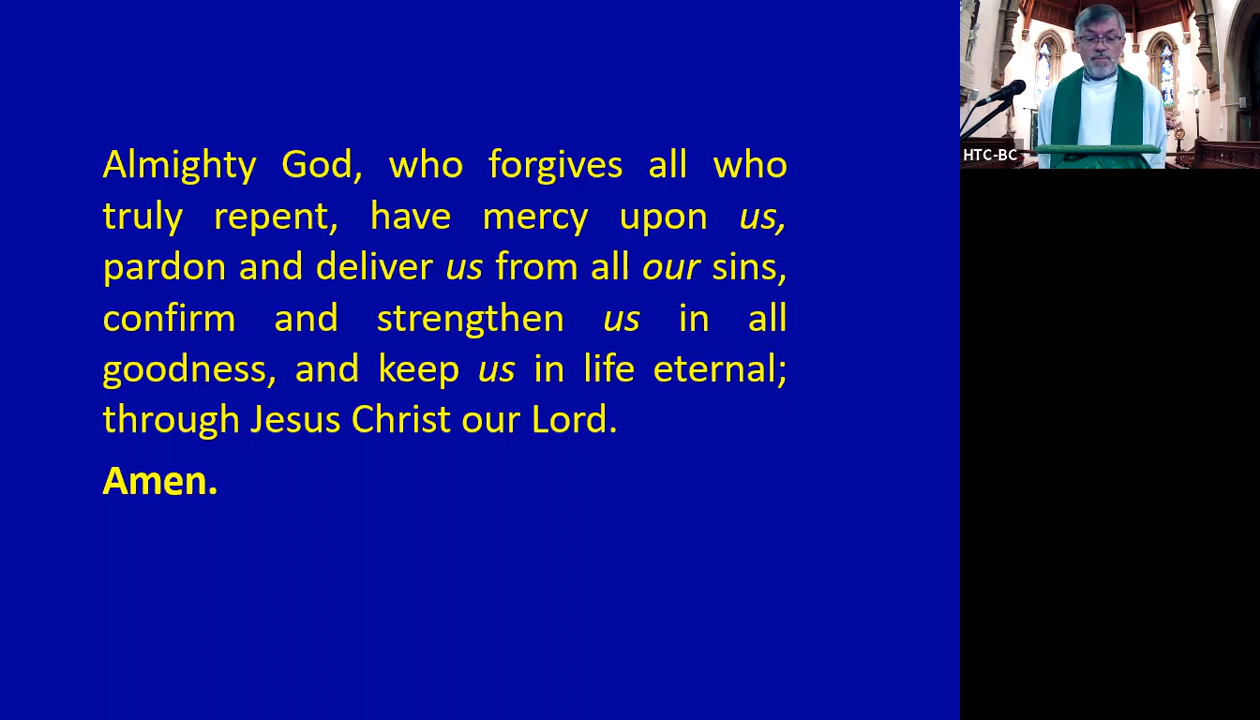 Almighty God, who forgives all who
truly repent, have mercy upon us,
pardon and deliver us from all our sins,
confirm and strengthen us in all
goodness, and keep us in life eternal;
through Jesus Christ our Lord.
Amen.
HTC-BC